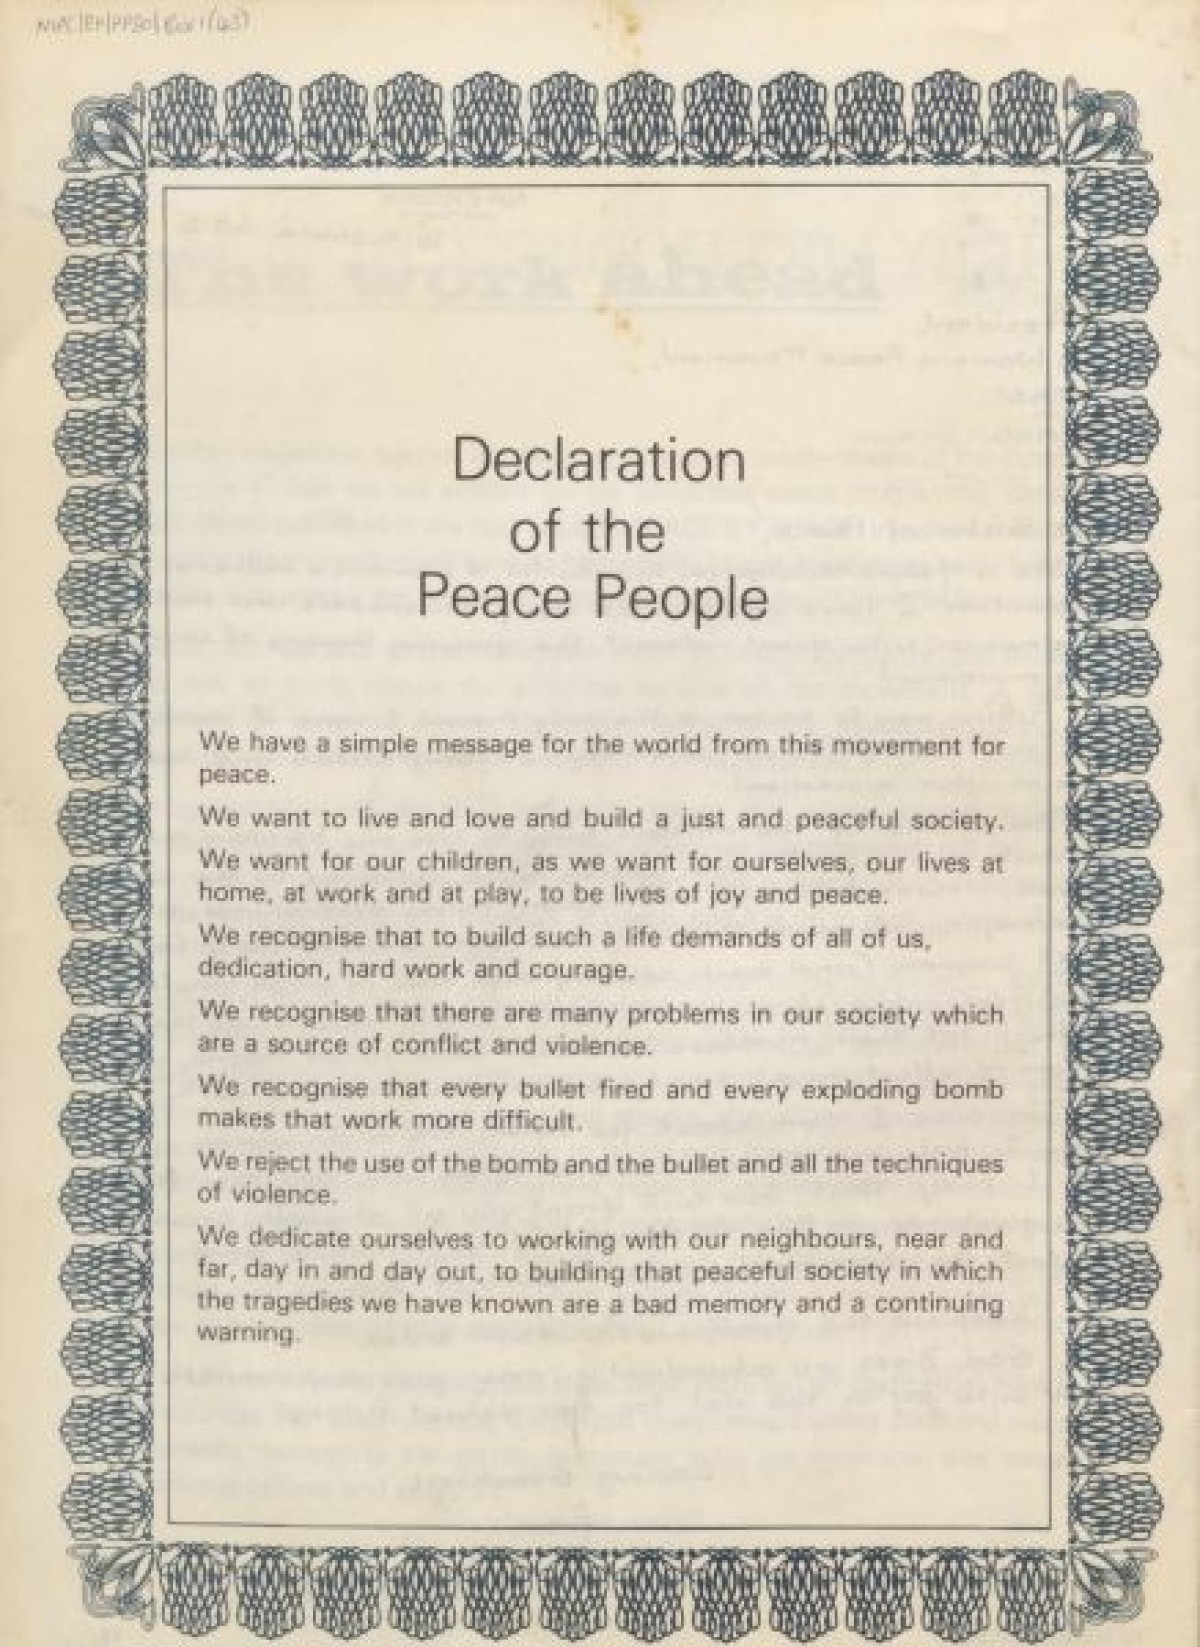 Declaration
of the
Peace People
We have a simple message for the world from this movement for
peace.
We want to live and love and build a just and peaceful society.
We want for our children, as we want for ourselves, our lives at
home, at work and at play, to be lives of joy and peace.
We recognise that to build such a life demands of all of us,
dedication, hard work and courage.
We recognise that there are many problems in our society which
are a source of conflict and violence.
We recognise that every bullet fired and every exploding bomb
makes that work more difficult.
We reject the use of the bomb and the bullet and all the techniques
of violence.
We dedicate ourselves to working with our neighbours, near and
far, day in and day out, to building that peaceful society in which
the tragedies we have known are a bad memory and a continuing
warning.